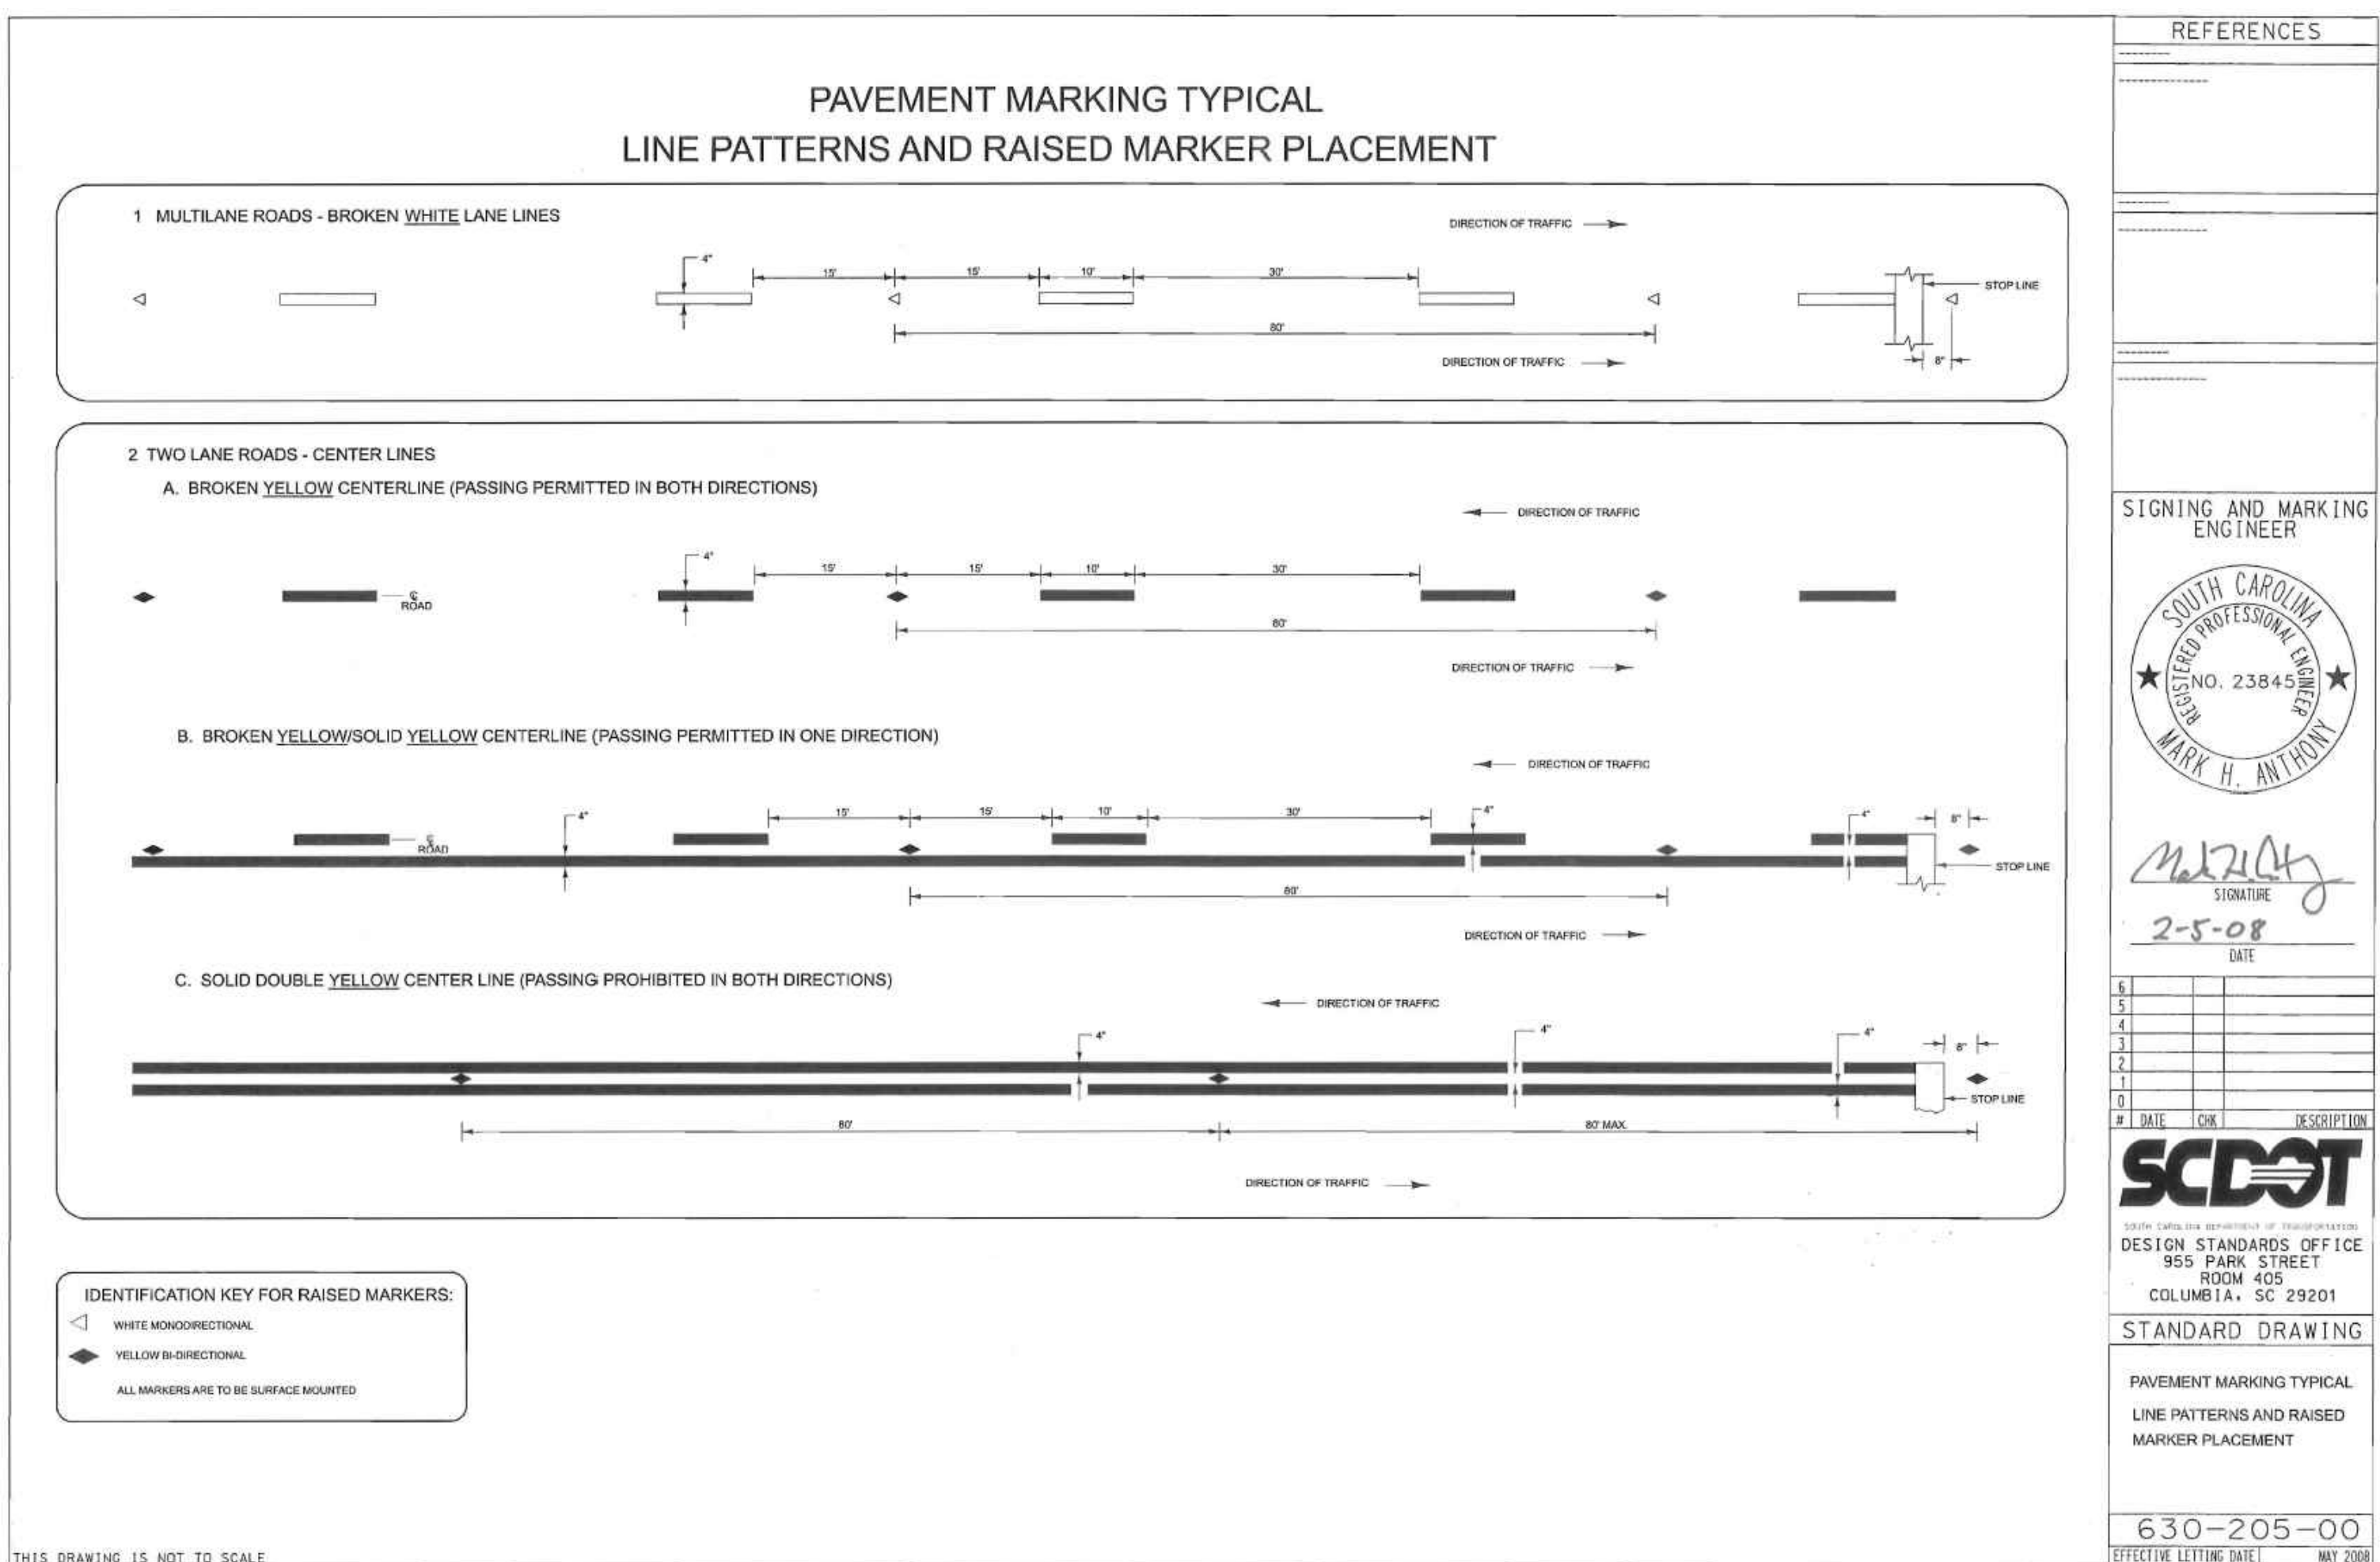 PAVEMENT MARKING TYPICAL
LINE PATTERNS AND RAISED MARKER PLACEMENT
1 MULTILANE ROADS - BROKEN WHITE LANE LINES
DIRECTION OF TRAFFIC
4"
15'
15'
10'
30'
STOP LINE
80'
8"
DIRECTION OF TRAFFIC
2 TWO LANE ROADS - CENTER LINES
A. BROKEN YELLOW CENTERLINE (PASSING PERMITTED IN BOTH DIRECTIONS)
DIRECTION OF TRAFFIC
4"
15'
15'
10'
30'
℄
ROAD
80'
DIRECTION OF TRAFFIC
B. BROKEN YELLOW/SOLID YELLOW CENTERLINE (PASSING PERMITTED IN ONE DIRECTION)
DIRECTION OF TRAFFIC
4"
15'
15'
10'
30'
4"
4"
8"
℄
ROAD
STOP LINE
80'
DIRECTION OF TRAFFIC
C. SOLID DOUBLE YELLOW CENTER LINE (PASSING PROHIBITED IN BOTH DIRECTIONS)
DIRECTION OF TRAFFIC
4"
4"
4"
8"
STOP LINE
80'
80' MAX.
DIRECTION OF TRAFFIC
IDENTIFICATION KEY FOR RAISED MARKERS:
WHITE MONODIRECTIONAL
YELLOW BI-DIRECTIONAL
ALL MARKERS ARE TO BE SURFACE MOUNTED
THIS DRAWING IS NOT TO SCALE
REFERENCES
SIGNING AND MARKING
ENGINEER
SOUTH CAROLINA
REGISTERED PROFESSIONAL ENGINEER
NO. 23845
MARK H. ANTHONY
SIGNATURE
2-5-08
DATE
6
5
4
3
2
1
0
# DATE CHK DESCRIPTION
SCDOT
SOUTH CAROLINA DEPARTMENT OF TRANSPORTATION
DESIGN STANDARDS OFFICE
955 PARK STREET
ROOM 405
COLUMBIA, SC 29201
STANDARD DRAWING
PAVEMENT MARKING TYPICAL
LINE PATTERNS AND RAISED
MARKER PLACEMENT
630-205-00
EFFECTIVE LETTING DATE MAY 2008